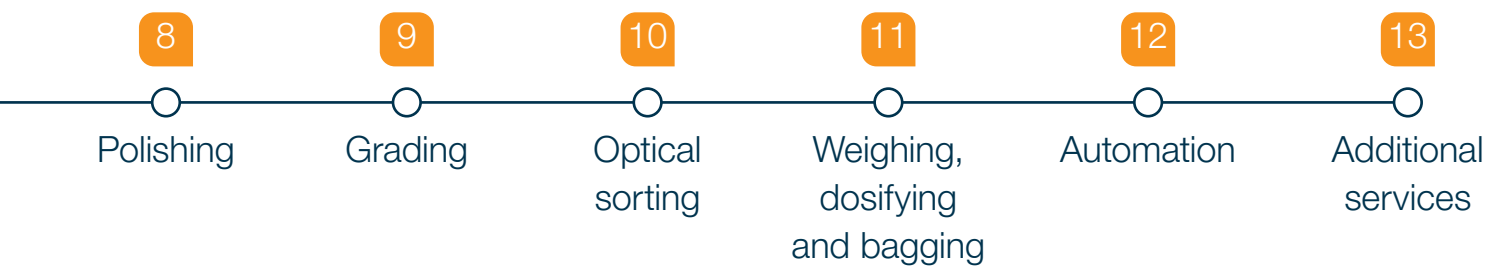 8
9
10
11
12
13
Polishing
Grading
Optical
sorting
Weighing,
dosifying
and bagging
Automation
Additional
services